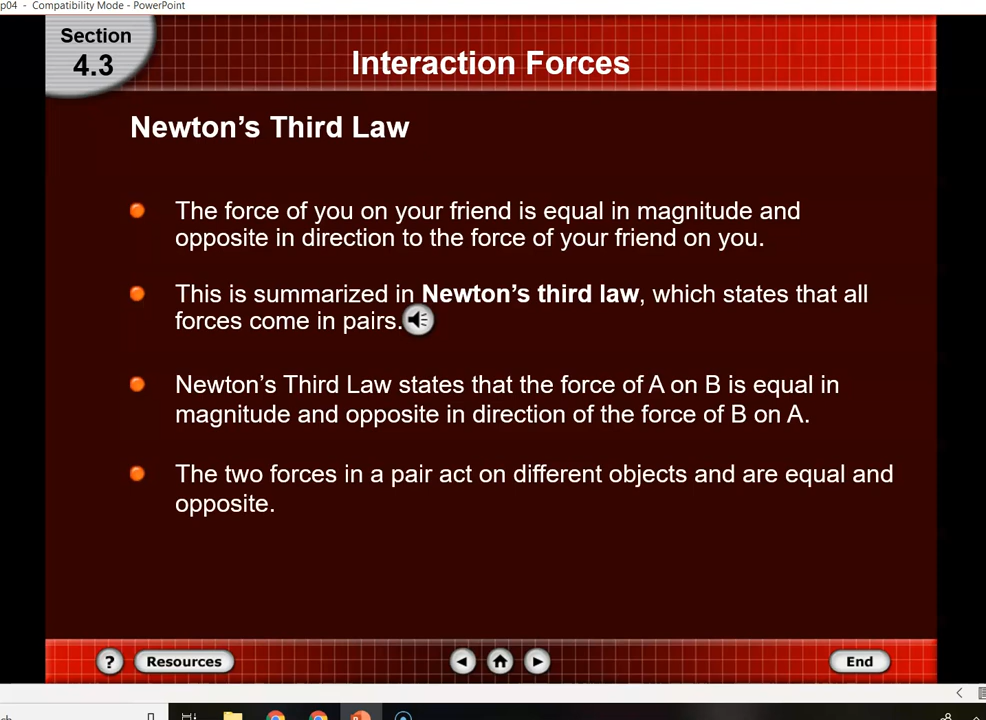 p04 - Compatibility Mode - PowerPoint
Section
4.3
Interaction Forces
Newton’s Third Law
The force of you on your friend is equal in magnitude and
opposite in direction to the force of your friend on you.
This is summarized in Newton’s third law, which states that all
forces come in pairs.
Newton’s Third Law states that the force of A on B is equal in
magnitude and opposite in direction of the force of B on A.
The two forces in a pair act on different objects and are equal and
opposite.
? Resources End